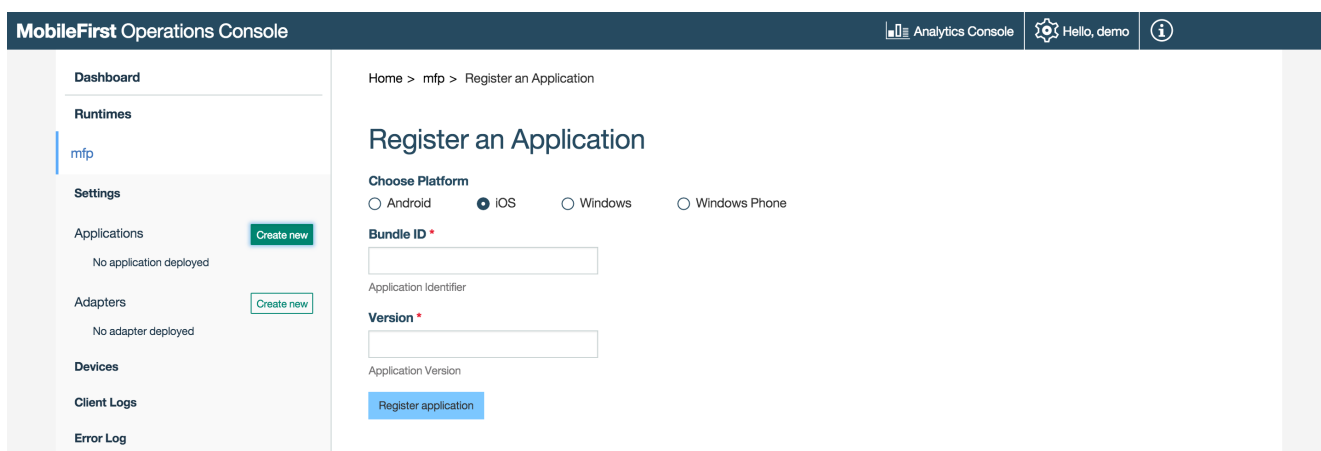 MobileFirst Operations Console
Analytics Console
Hello, demo
Dashboard
Runtimes
mfp
Settings
Applications Create new
No application deployed
Adapters Create new
No adapter deployed
Devices
Client Logs
Error Log
Home > mfp > Register an Application
Register an Application
Choose Platform
Android iOS Windows Windows Phone
Bundle ID *
Application Identifier
Version *
Application Version
Register application